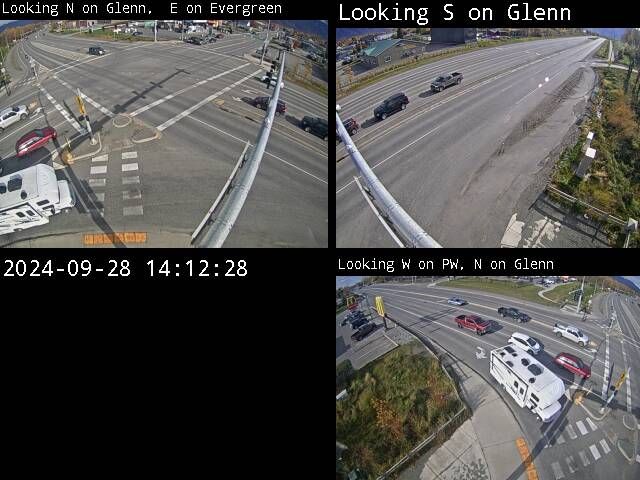 Looking N on Glenn,  E on Evergreen
Looking S on Glenn
2024-09-28 14:12:28
Looking W on PW, N on Glenn